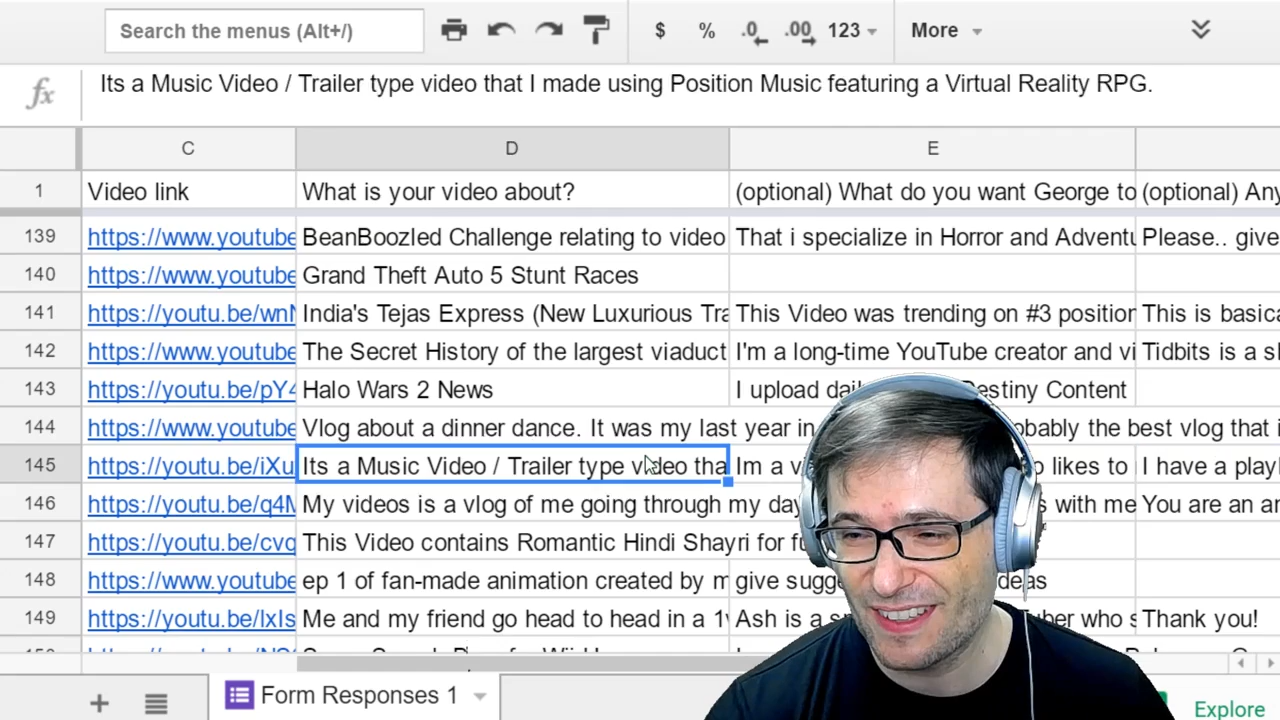 Search the menus (Alt+/) $ % .0 .00 123 More
fx Its a Music Video / Trailer type video that I made using Position Music featuring a Virtual Reality RPG.
C D E
1 Video link What is your video about? (optional) What do you want George to (optional) Any
139 https://www.youtube BeanBoozled Challenge relating to video That i specialize in Horror and Adventu Please.. give
140 https://www.youtube Grand Theft Auto 5 Stunt Races
141 https://youtu.be/wnN India's Tejas Express (New Luxurious Tra This Video was trending on #3 position This is basica
142 https://www.youtube The Secret History of the largest viaduct I'm a long-time YouTube creator and vi Tidbits is a sl
143 https://youtu.be/pY4 Halo Wars 2 News I upload dail Destiny Content
144 https://www.youtube Vlog about a dinner dance. It was my last year in obably the best vlog that i
145 https://youtu.be/iXu Its a Music Video / Trailer type video tha Im a v o likes to I have a playl
146 https://youtu.be/q4M My videos is a vlog of me going through my day s with me You are an am
147 https://youtu.be/cvq This Video contains Romantic Hindi Shayri for fu
148 https://www.youtube ep 1 of fan-made animation created by m give sugge deas
149 https://youtu.be/lxIs Me and my friend go head to head in a 1v Ash is a s Tuber who s Thank you!
Form Responses 1 Explore